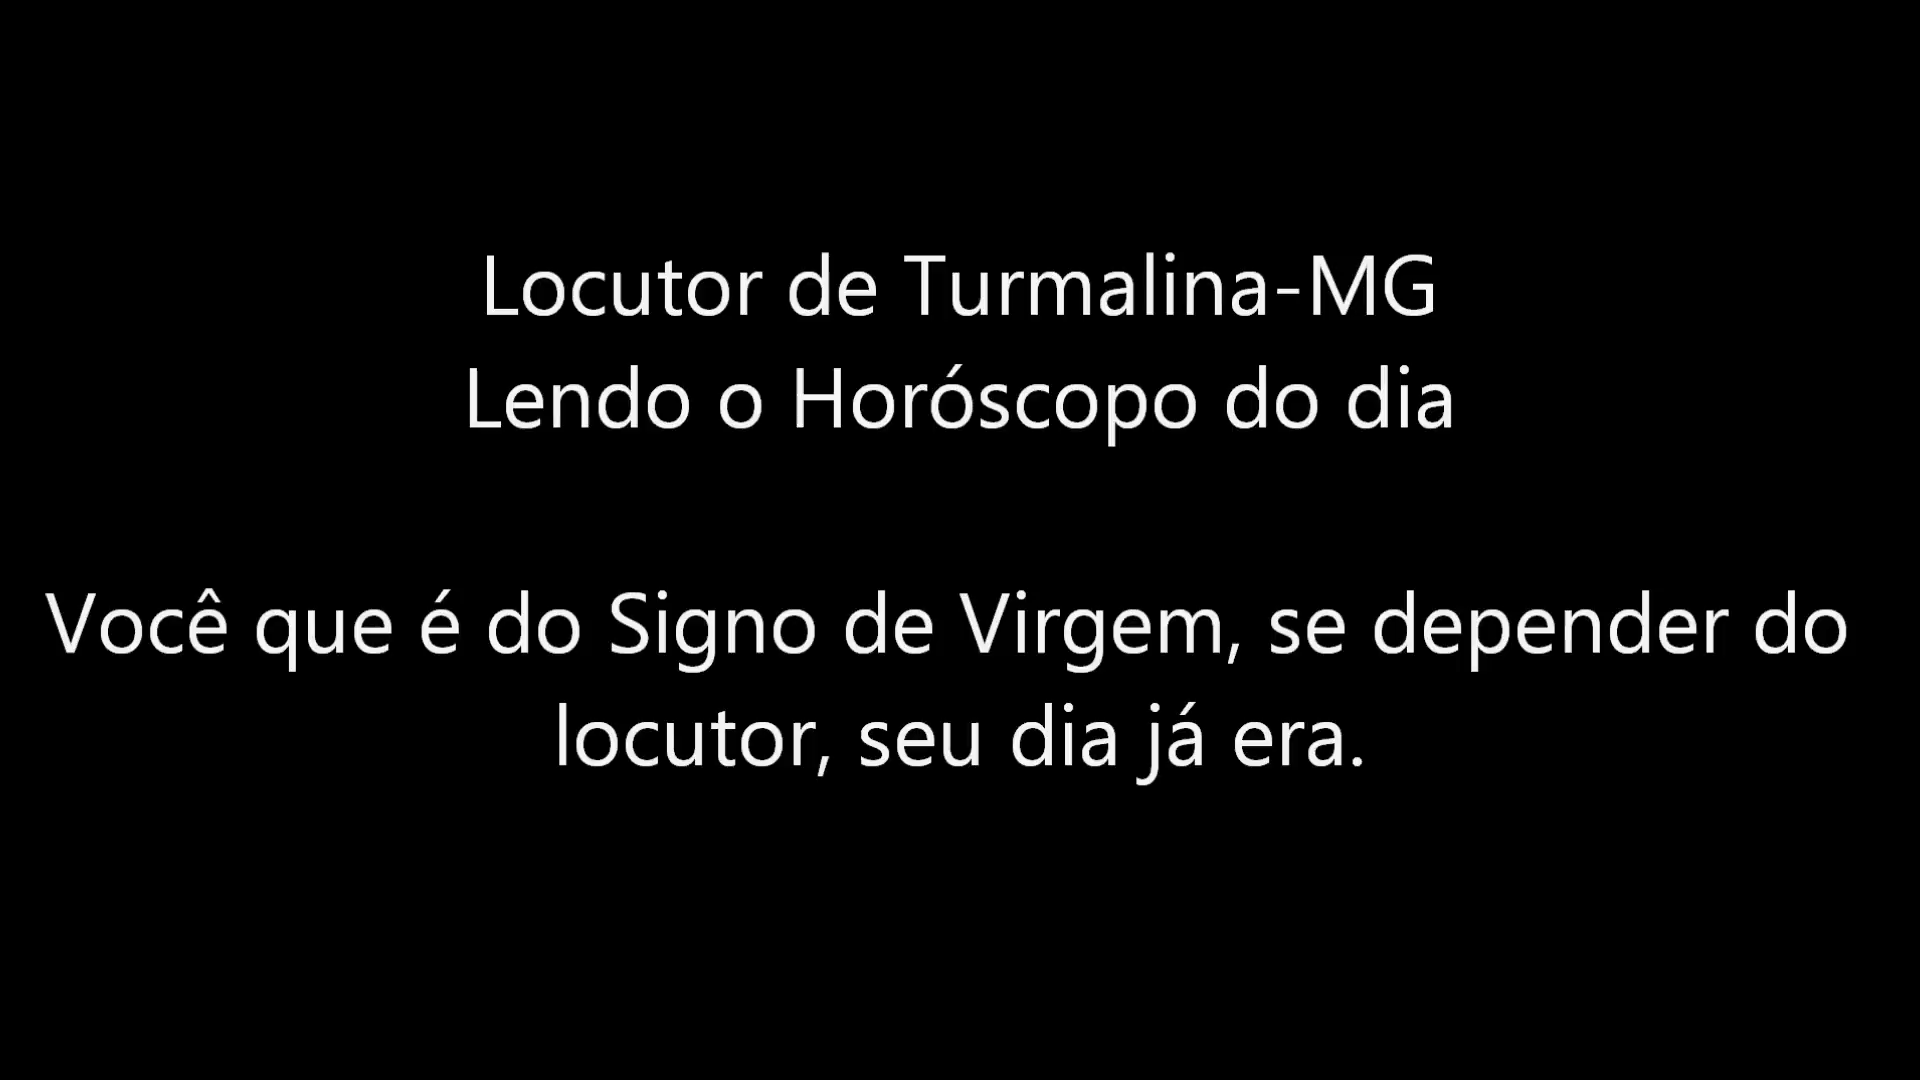 Locutor de Turmalina-MG
Lendo o Horóscopo do dia
Você que é do Signo de Virgem, se depender do
locutor, seu dia já era.